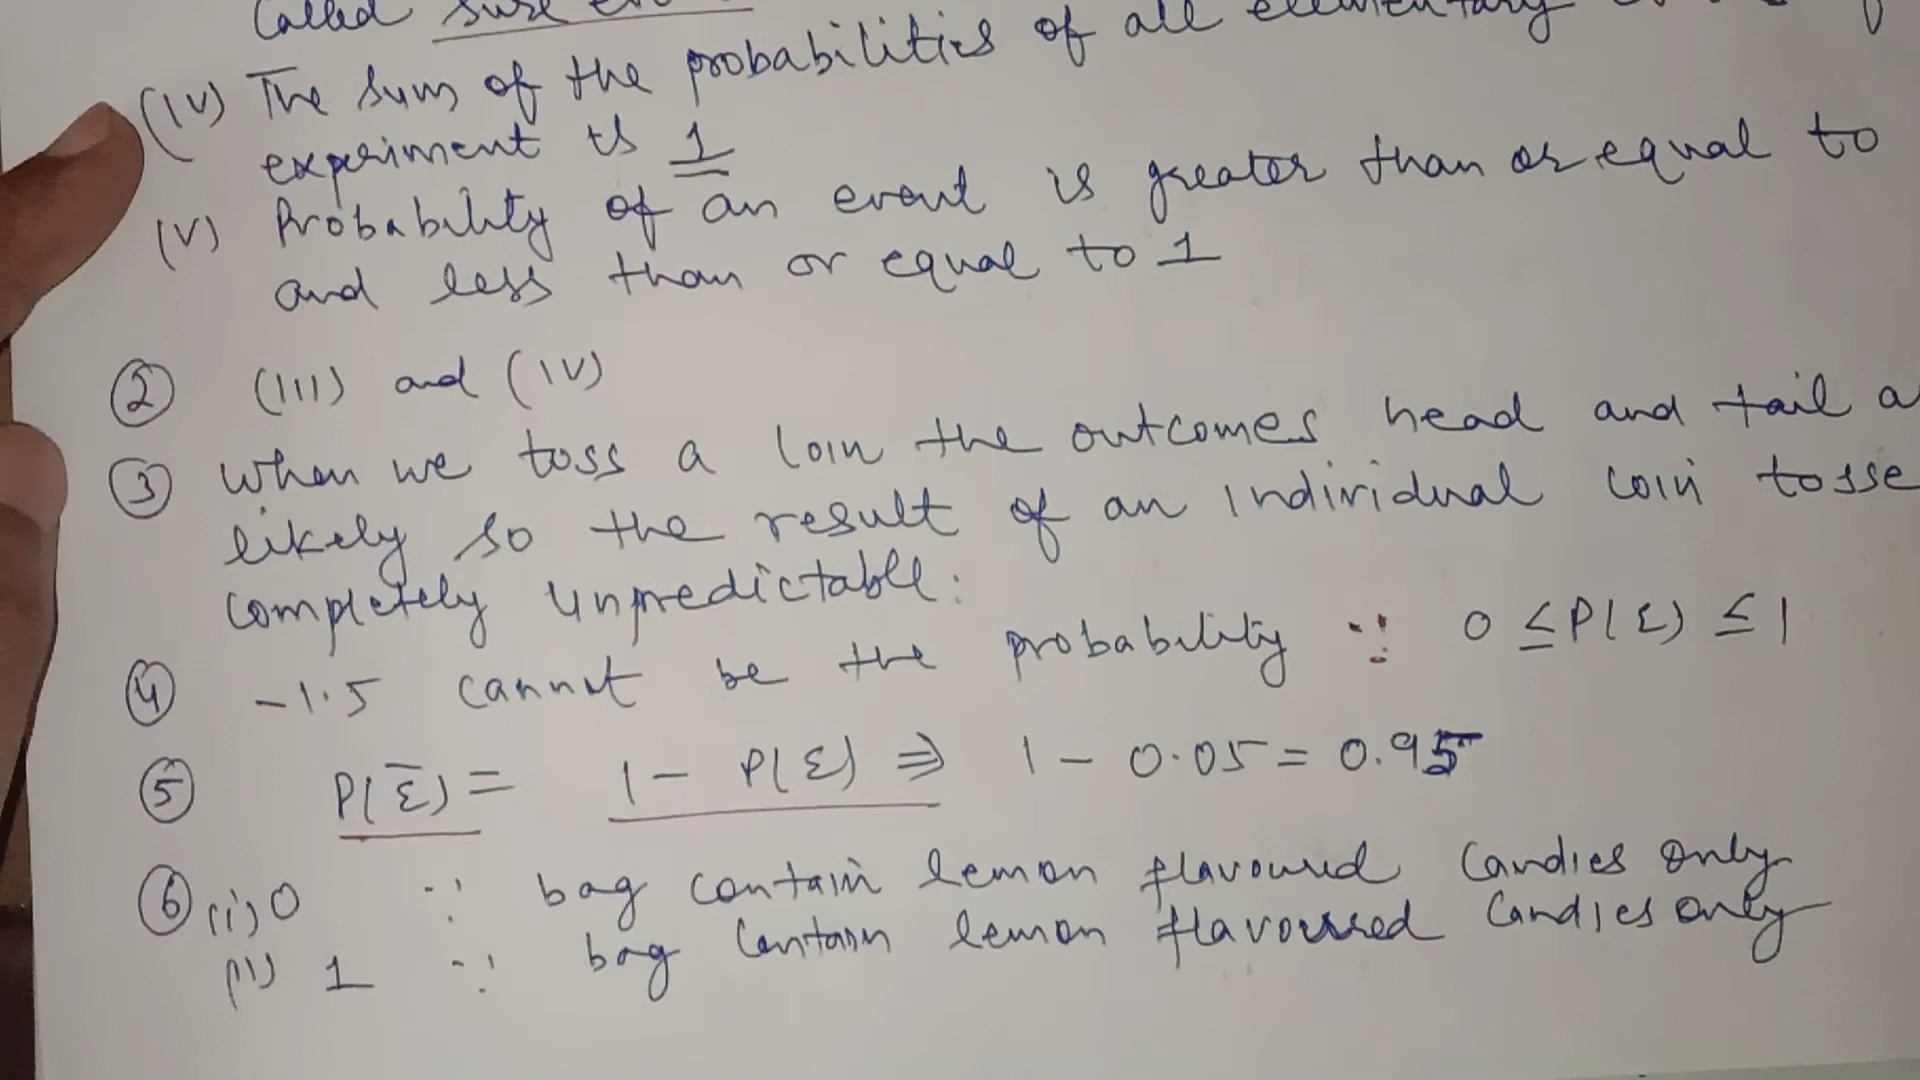 Called sure
(IV) The sum of the probabilities of all elementary
experiment is 1
(V) Probability of an event is greater than or equal to
and less than or equal to 1
② (III) and (IV)
③ When we toss a coin the outcomes head and tail a
likely so the result of an individual coin tosse
completely unpredictable.
④ -1.5 cannot be the probability ∵ 0 ≤ P(E) ≤ 1
⑤ P(E̅) = 1 - P(E) ⇒ 1 - 0.05 = 0.95
⑥ (i) 0 ∵ bag contain lemon flavoured Candies only
(ii) 1 ∵ bag Contain lemon flavoured Candies only